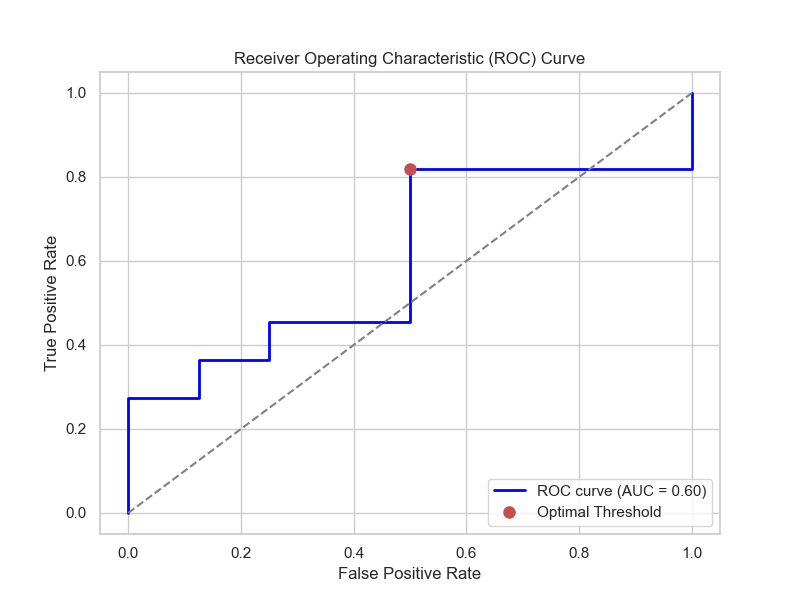 Receiver Operating Characteristic (ROC) Curve
1.0
0.8
0.6
0.4
0.2
0.0
True Positive Rate
0.0 0.2 0.4 0.6 0.8 1.0
False Positive Rate
ROC curve (AUC = 0.60)
Optimal Threshold